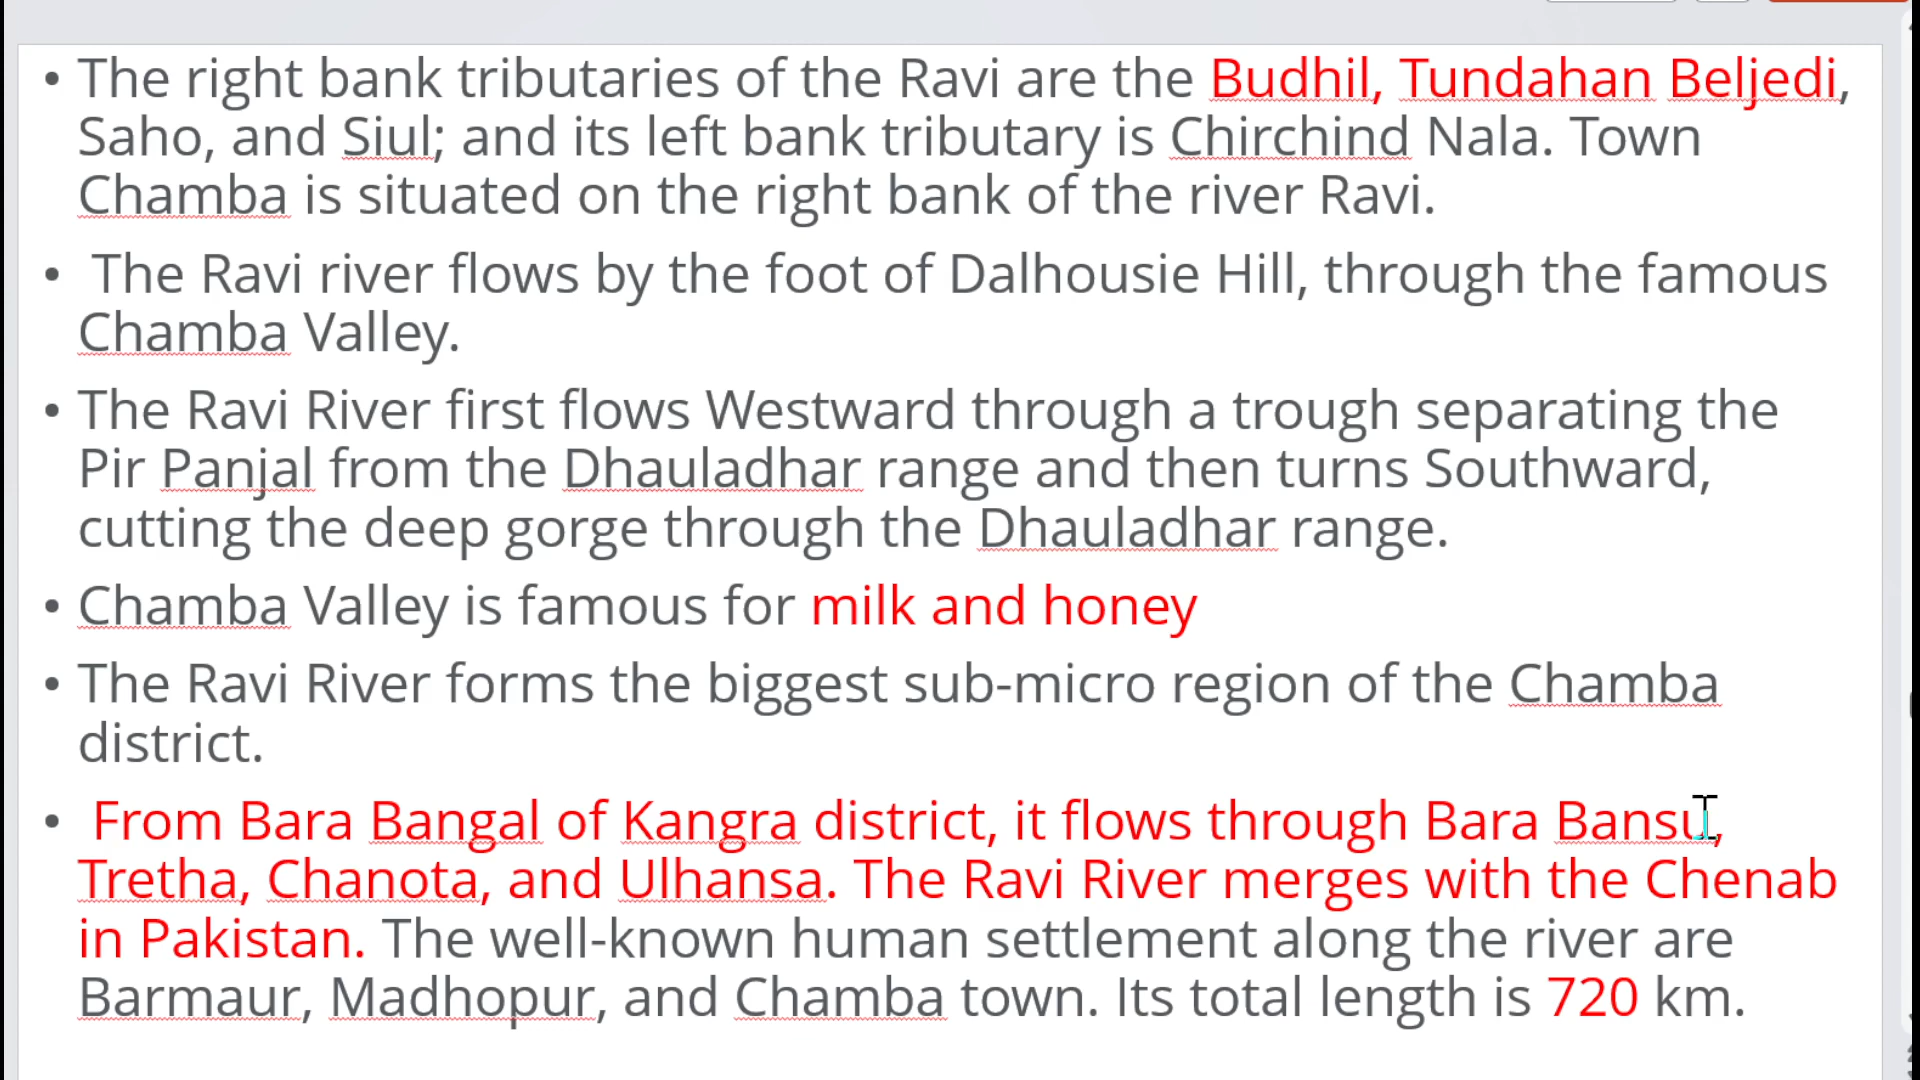 • The right bank tributaries of the Ravi are the Budhil, Tundahan Beljedi,
Saho, and Siul; and its left bank tributary is Chirchind Nala. Town
Chamba is situated on the right bank of the river Ravi.
• The Ravi river flows by the foot of Dalhousie Hill, through the famous
Chamba Valley.
• The Ravi River first flows Westward through a trough separating the
Pir Panjal from the Dhauladhar range and then turns Southward,
cutting the deep gorge through the Dhauladhar range.
• Chamba Valley is famous for milk and honey
• The Ravi River forms the biggest sub-micro region of the Chamba
district.
• From Bara Bangal of Kangra district, it flows through Bara Bansu,
Tretha, Chanota, and Ulhansa. The Ravi River merges with the Chenab
in Pakistan. The well-known human settlement along the river are
Barmaur, Madhopur, and Chamba town. Its total length is 720 km.